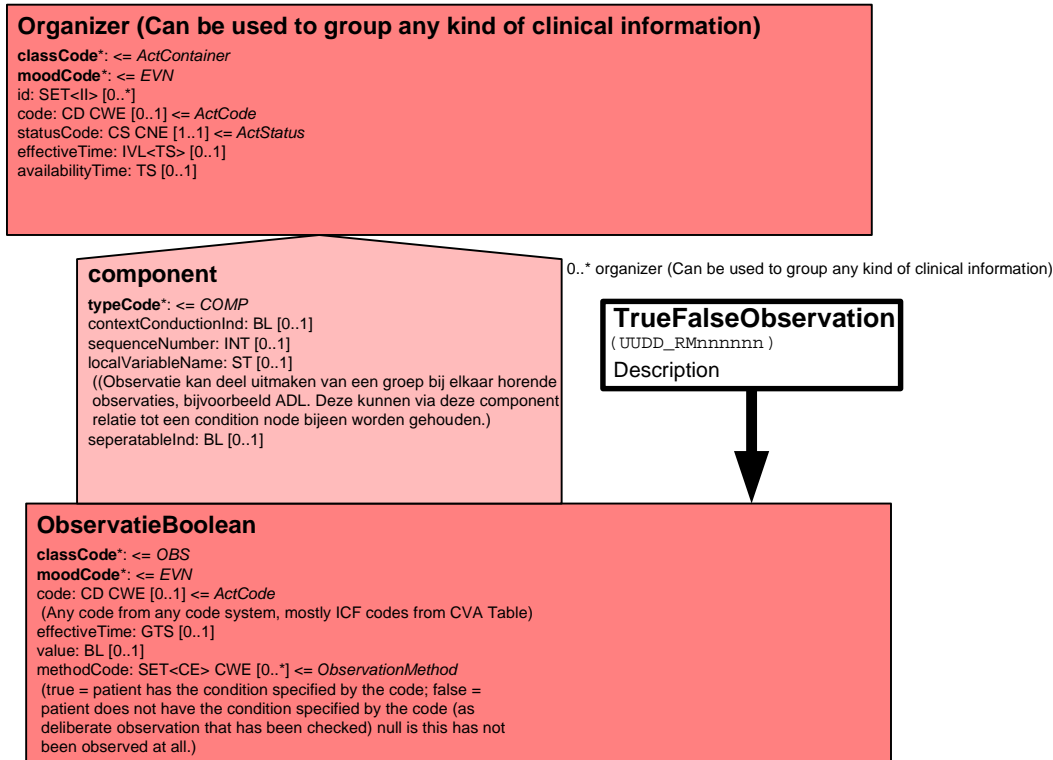 Organizer (Can be used to group any kind of clinical information)
classCode*: <= ActContainer
moodCode*: <= EVN
id: SET<II> [0..*]
code: CD CWE [0..1] <= ActCode
statusCode: CS CNE [1..1] <= ActStatus
effectiveTime: IVL<TS> [0..1]
availabilityTime: TS [0..1]
0..* organizer (Can be used to group any kind of clinical information)
component
typeCode*: <= COMP
contextConductionInd: BL [0..1]
sequenceNumber: INT [0..1]
localVariableName: ST [0..1]
((Observatie kan deel uitmaken van een groep bij elkaar horende
observaties, bijvoorbeeld ADL. Deze kunnen via deze component
relatie tot een condition node bijeen worden gehouden.)
seperatableInd: BL [0..1]
TrueFalseObservation
(UUDD_RMnnnnnn)
Description
ObservatieBoolean
classCode*: <= OBS
moodCode*: <= EVN
code: CD CWE [0..1] <= ActCode
(Any code from any code system, mostly ICF codes from CVA Table)
effectiveTime: GTS [0..1]
value: BL [0..1]
methodCode: SET<CE> CWE [0..*] <= ObservationMethod
(true = patient has the condition specified by the code; false =
patient does not have the condition specified by the code (as
deliberate observation that has been checked) null is this has not
been observed at all.)